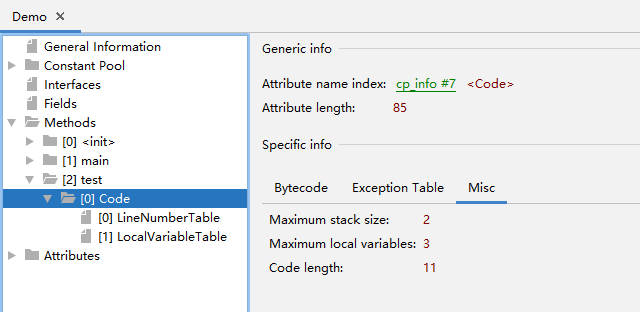 Demo ×
General Information
Constant Pool
Interfaces
Fields
Methods
[0] <init>
[1] main
[2] test
[0] Code
[0] LineNumberTable
[1] LocalVariableTable
Attributes
Generic info
Attribute name index: cp_info #7 <Code>
Attribute length: 85
Specific info
Bytecode Exception Table Misc
Maximum stack size: 2
Maximum local variables: 3
Code length: 11